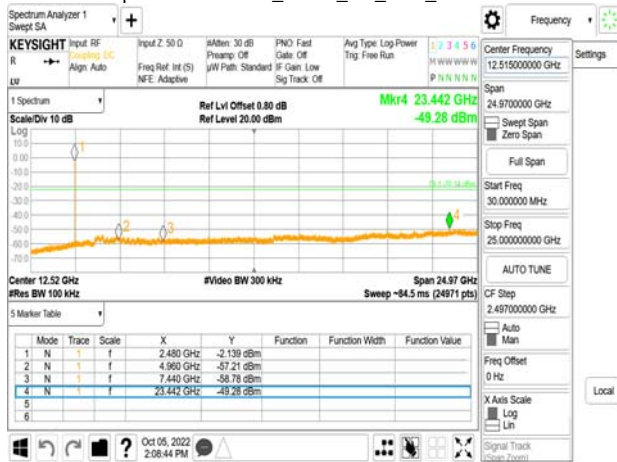 Spectrum Analyzer 1
Swept SA
+
Frequency
Settings
KEYSIGHT
R
LVI
Input: RF
Coupling: DC
Align: Auto
Input Z: 50 Ω
Freq Ref: Int (S)
NFE: Adaptive
#Atten: 30 dB
Preamp: Off
µW Path: Standard
PNO: Fast
Gate: Off
IF Gain: Low
Sig Track: Off
Avg Type: Log-Power
Trig: Free Run
1 2 3 4 5 6
M W W W W W
P N N N N N
1 Spectrum
Scale/Div 10 dB
Log
Ref Lvl Offset 0.80 dB
Ref Level 20.00 dBm
Mkr4 23.442 GHz
-49.28 dBm
10.0
0.00
-10.0
-20.0
-30.0
-40.0
-50.0
-60.0
-70.0
1
2
3
4
Center 12.52 GHz
#Res BW 100 kHz
#Video BW 300 kHz
Span 24.97 GHz
Sweep ~84.5 ms (24971 pts)
5 Marker Table
Mode Trace Scale X Y Function Function Width Function Value
1 N 1 f 2.480 GHz -2.139 dBm
2 N 1 f 4.960 GHz -57.21 dBm
3 N 1 f 7.440 GHz -58.78 dBm
4 N 1 f 23.442 GHz -49.28 dBm
5
6
?
Oct 05, 2022
2:08:44 PM
Center Frequency
12.515000000 GHz
Span
24.9700000 GHz
Swept Span
Zero Span
Full Span
Start Freq
30.000000 MHz
Stop Freq
25.000000000 GHz
AUTO TUNE
CF Step
2.497000000 GHz
Auto
Man
Freq Offset
0 Hz
X Axis Scale
Log
Lin
Signal Track
(Span Zoom)
Local